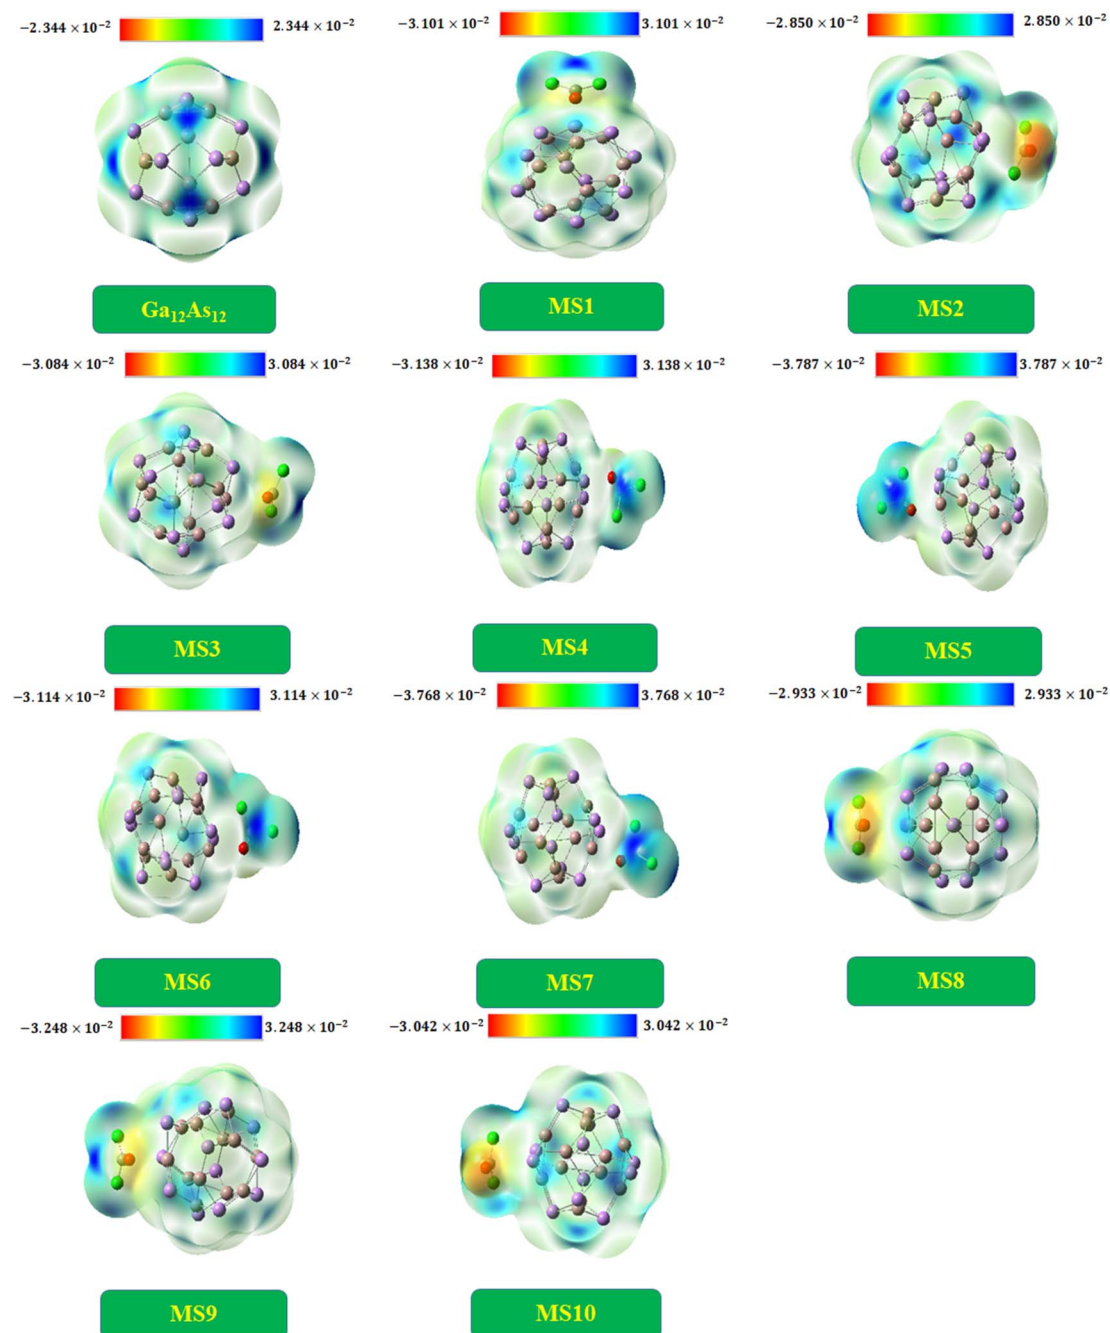 −2.344 × 10⁻² 2.344 × 10⁻² −3.101 × 10⁻² 3.101 × 10⁻² −2.850 × 10⁻² 2.850 × 10⁻²
Ga₁₂As₁₂ MS1 MS2
−3.084 × 10⁻² 3.084 × 10⁻² −3.138 × 10⁻² 3.138 × 10⁻² −3.787 × 10⁻² 3.787 × 10⁻²
MS3 MS4 MS5
−3.114 × 10⁻² 3.114 × 10⁻² −3.768 × 10⁻² 3.768 × 10⁻² −2.933 × 10⁻² 2.933 × 10⁻²
MS6 MS7 MS8
−3.248 × 10⁻² 3.248 × 10⁻² −3.042 × 10⁻² 3.042 × 10⁻²
MS9 MS10